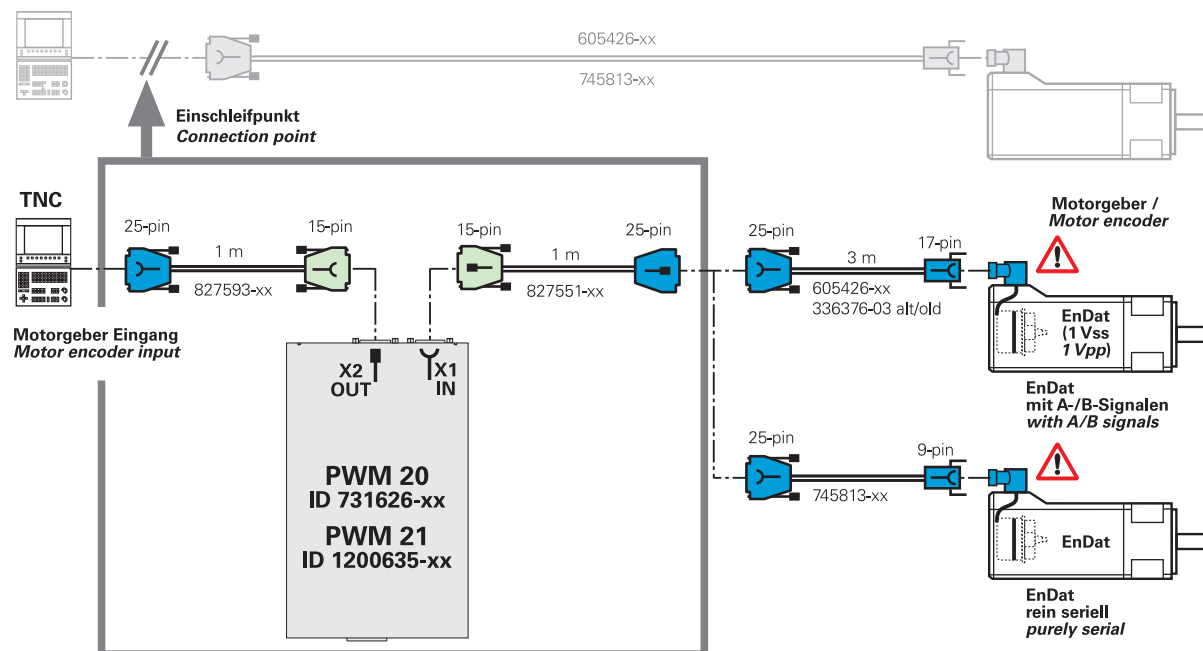 605426-xx
745813-xx
Einschleifpunkt
Connection point
TNC
25-pin
15-pin
15-pin
25-pin
25-pin
17-pin
Motorgeber /
Motor encoder
1 m
827593-xx
1 m
827551-xx
3 m
605426-xx
336376-03 alt/old
Motorgeber Eingang
Motor encoder input
EnDat
(1 Vss
1 Vpp)
X2
OUT
X1
IN
EnDat
mit A-/B-Signalen
with A/B signals
PWM 20
ID 731626-xx
PWM 21
ID 1200635-xx
25-pin
9-pin
745813-xx
EnDat
EnDat
rein seriell
purely serial